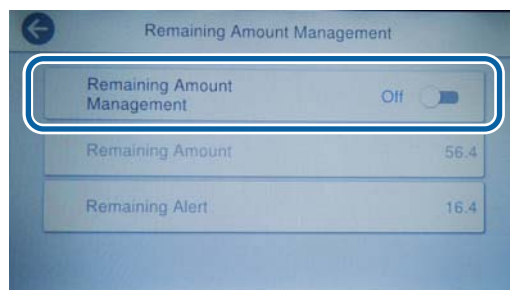 Remaining Amount Management
Remaining Amount
Management
Off
Remaining Amount
56.4
Remaining Alert
16.4